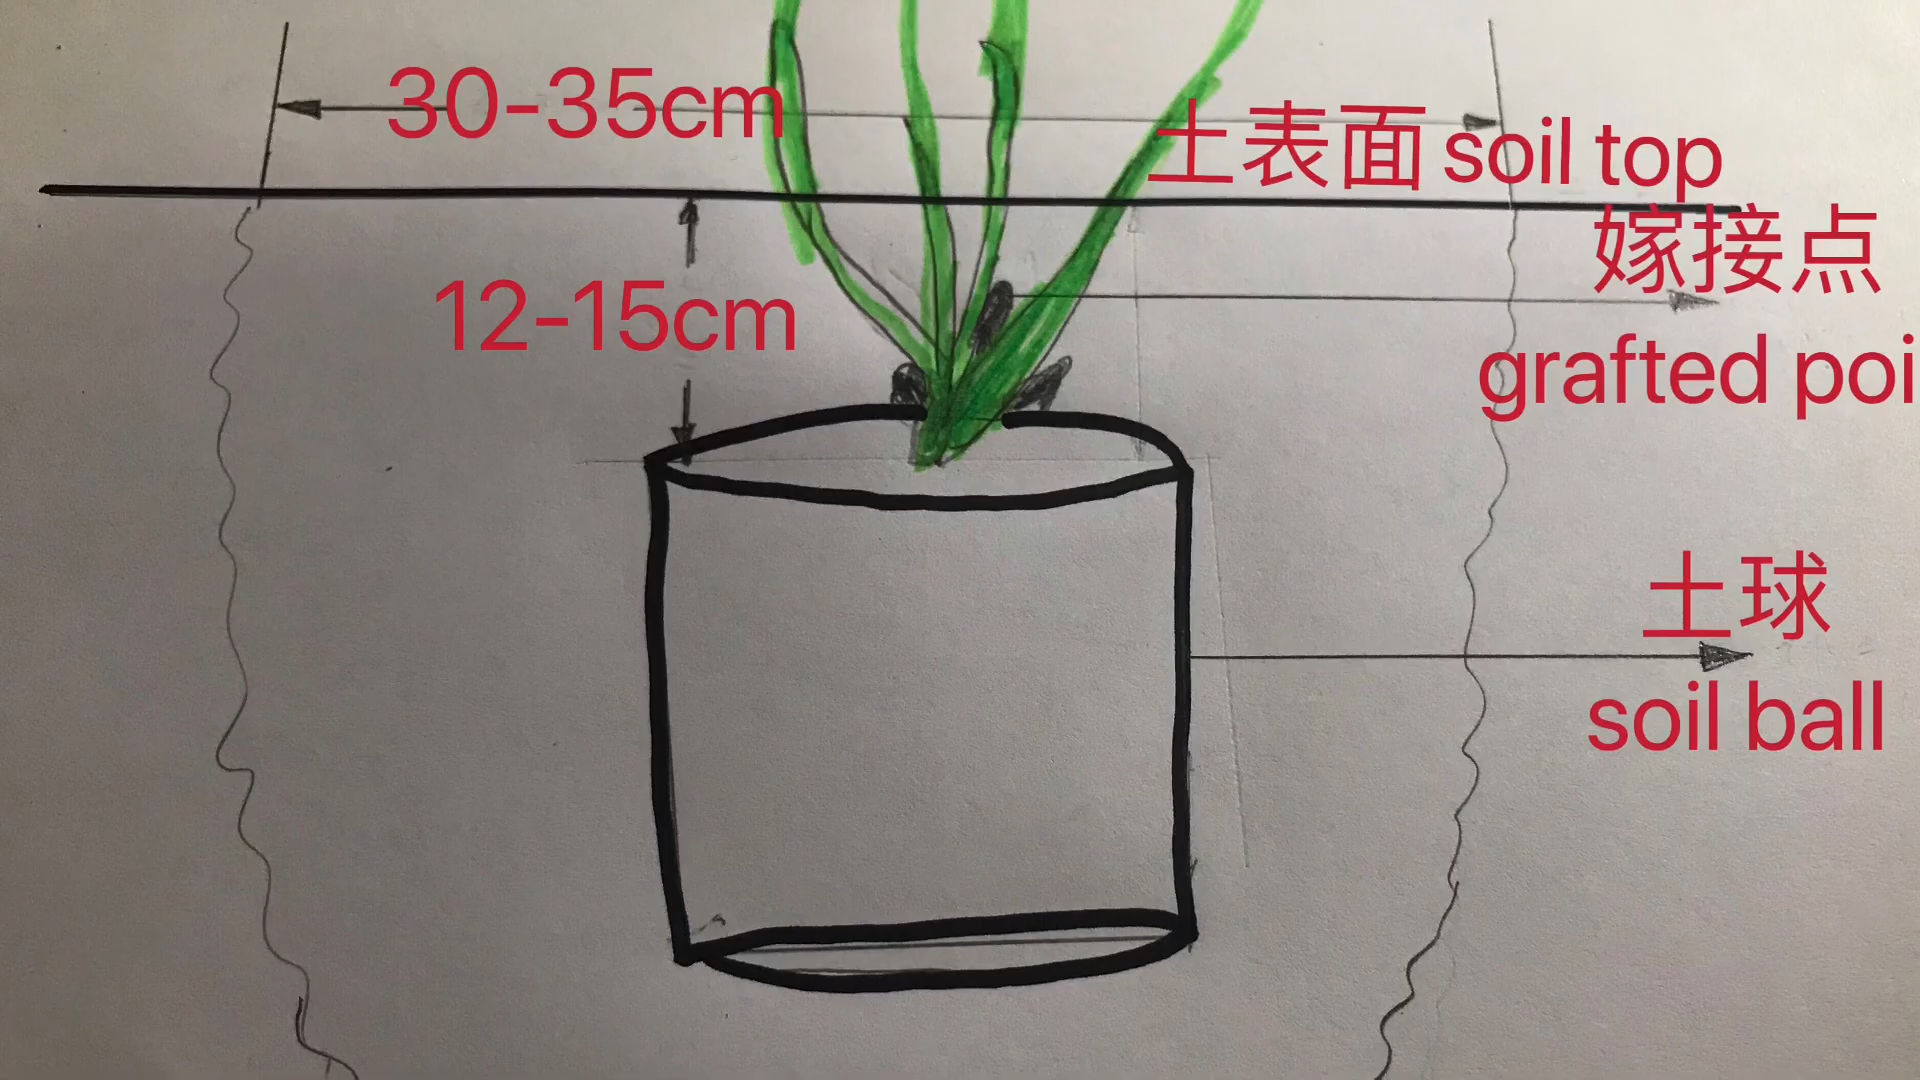 30-35cm
土表面 soil top
嫁接点
12-15cm
grafted poi
土球
soil ball